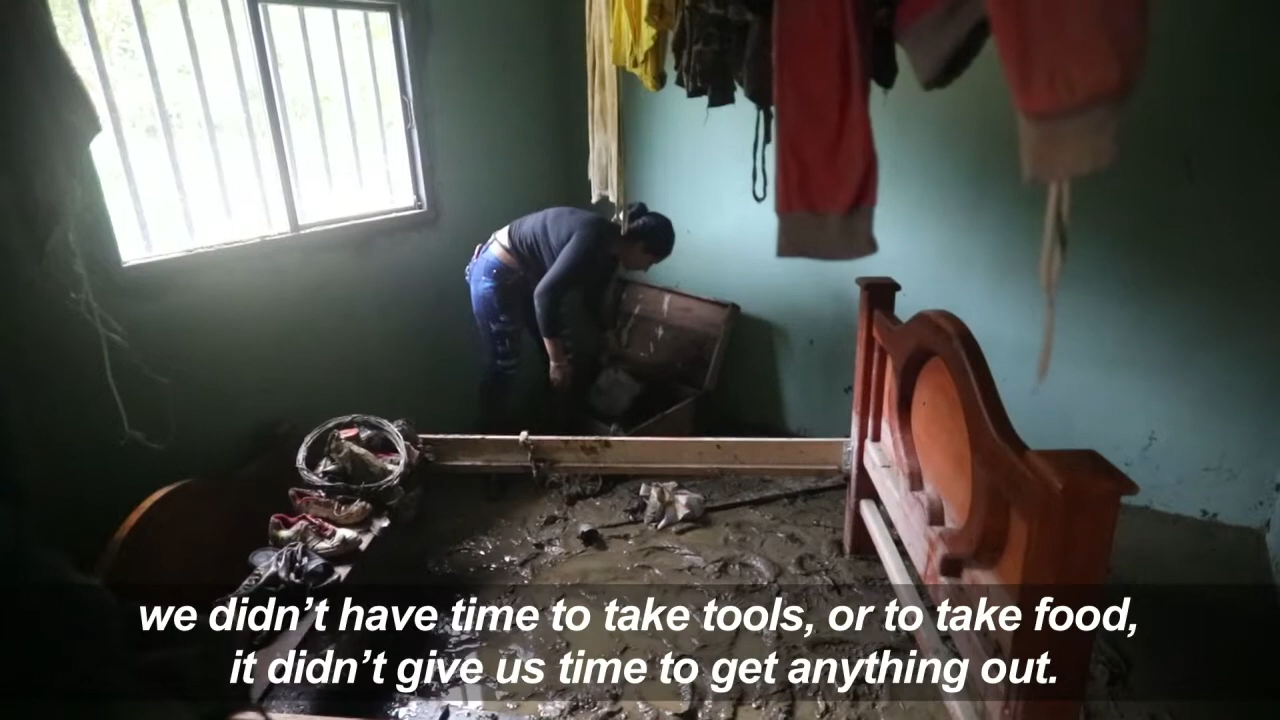 we didn’t have time to take tools, or to take food,
it didn’t give us time to get anything out.